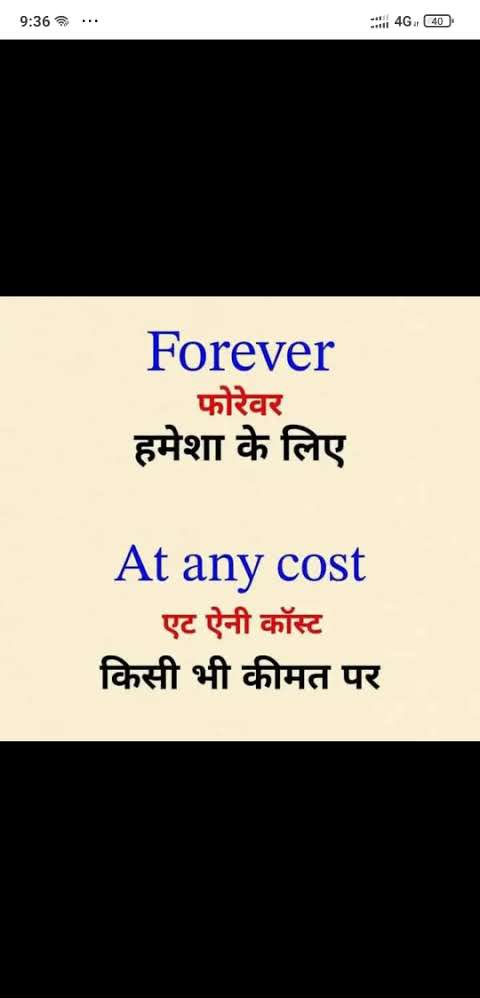 9:36 ...
4G 40
Forever
फोरेवर
हमेशा के लिए
At any cost
एट ऐनी कॉस्ट
किसी भी कीमत पर